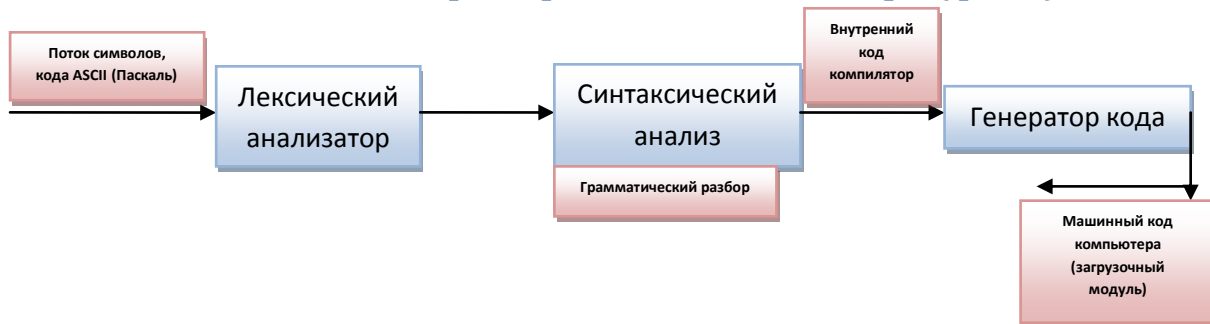 Поток символов,
кода ASCII (Паскаль)
Лексический
анализатор
Синтаксический
анализ
Грамматический разбор
Внутренний
код
компилятор
Генератор кода
Машинный код
компьютера
(загрузочный
модуль)